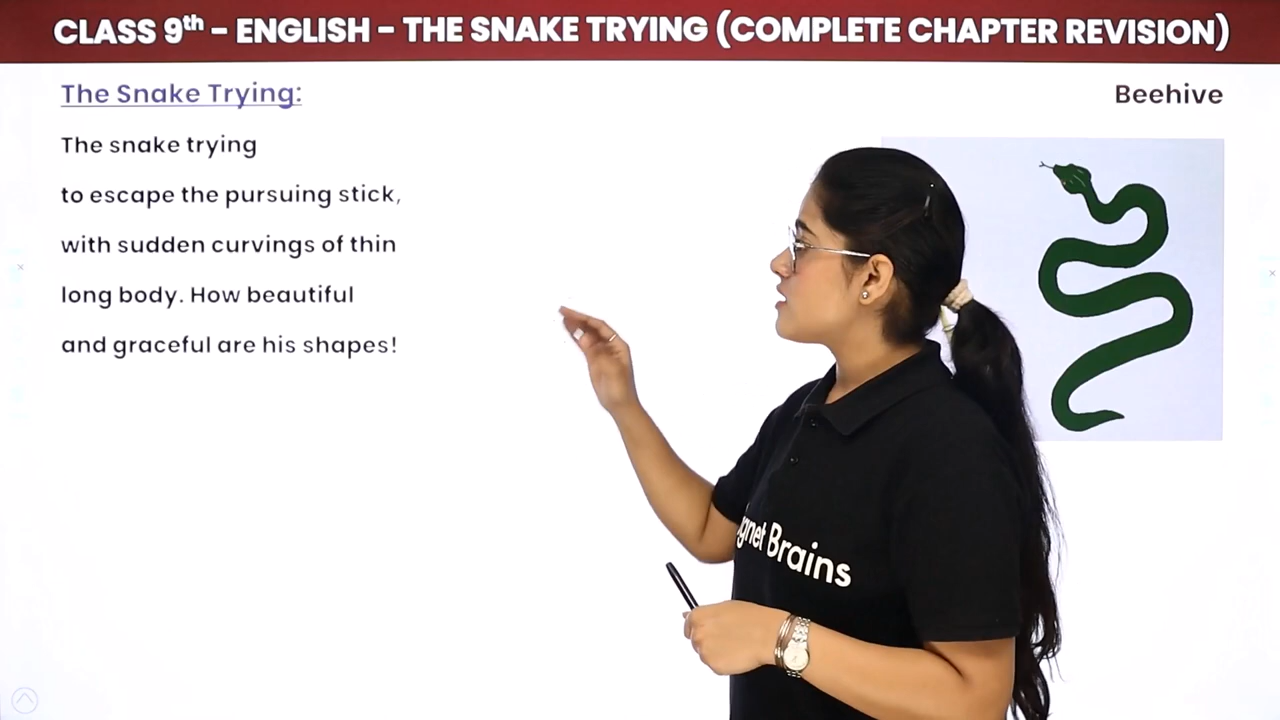 CLASS 9th – ENGLISH – THE SNAKE TRYING (COMPLETE CHAPTER REVISION)
The Snake Trying:
Beehive
The snake trying
to escape the pursuing stick,
with sudden curvings of thin
long body. How beautiful
and graceful are his shapes!
Brains